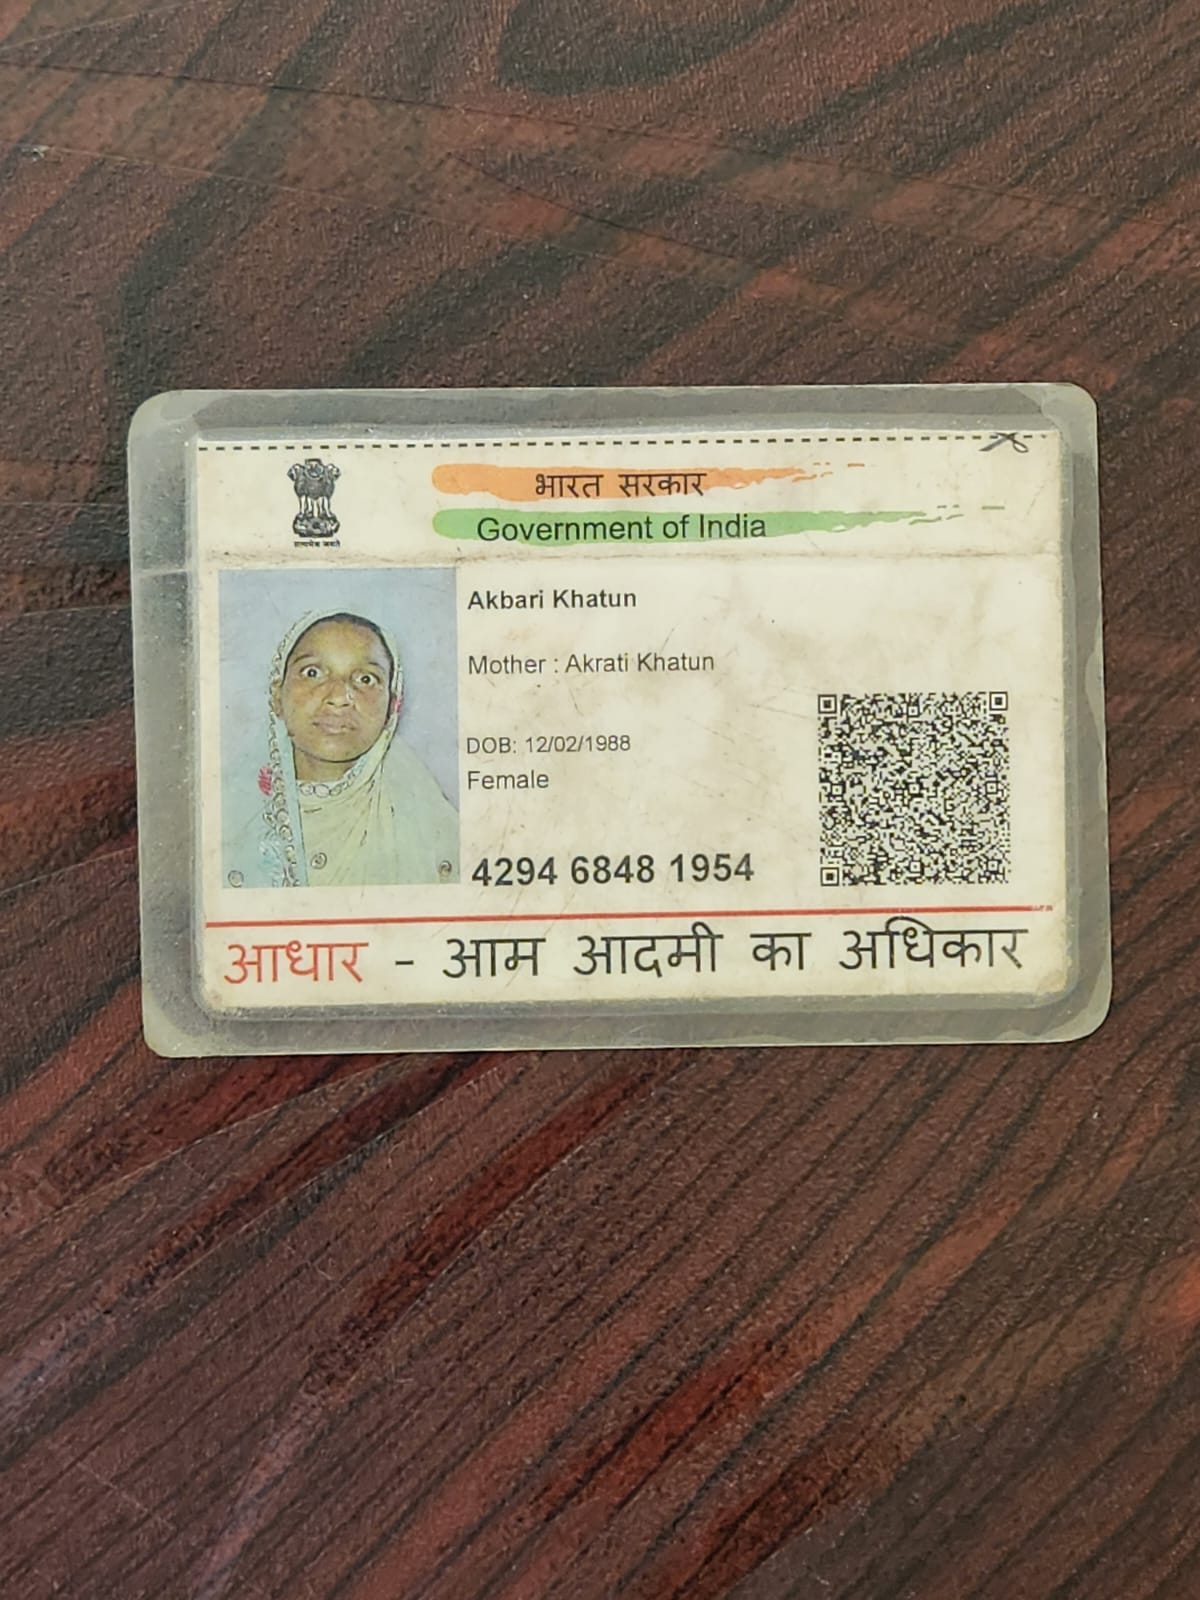 भारत सरकार
Government of India
सत्यमेव जयते
Akbari Khatun
Mother : Akrati Khatun
DOB: 12/02/1988
Female
4294 6848 1954
आधार - आम आदमी का अधिकार